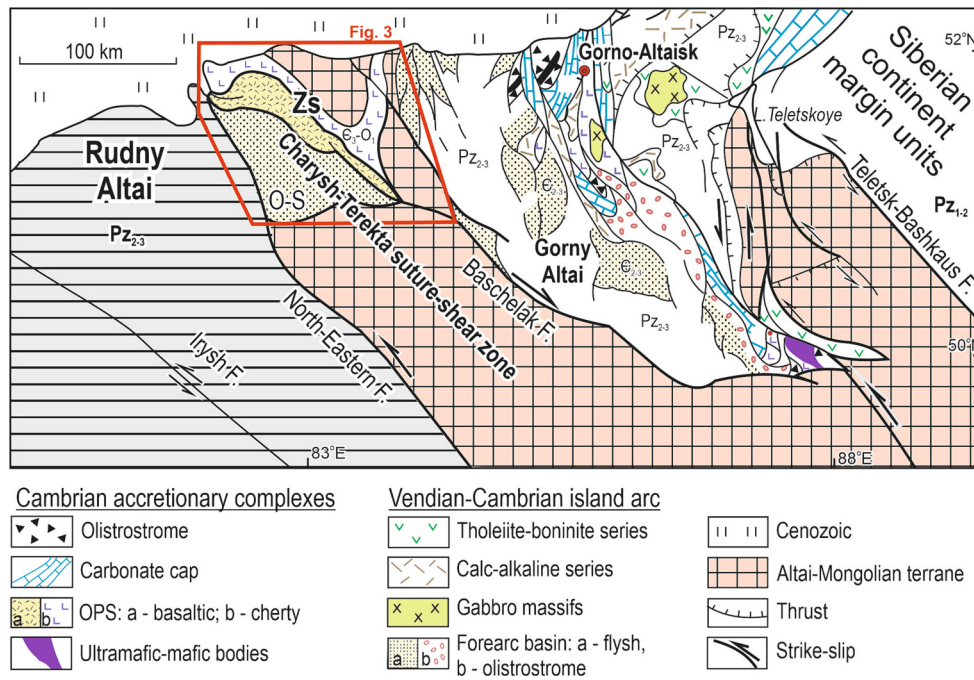 Fig. 3
100 km
Gorno-Altaisk
Pz2-3
52°N
Siberian
continent
margin units
L.Teletskoye
Zs
Є3-O1
Pz2-3
Pz2-3
Rudny
Altai
Pz2-3
O-S
Charysh-Terekta suture-shear zone
Є2-3
Teletsk-Bashkaus F.
Pz1-2
Gorny
Altai
Є2-3
Baschelak F.
Pz2-3
North-Eastern F.
Irysh F.
50°N
83°E
88°E
Cambrian accretionary complexes
Olistrostrome
Carbonate cap
a b OPS: a - basaltic; b - cherty
Ultramafic-mafic bodies
Vendian-Cambrian island arc
Tholeiite-boninite series
Calc-alkaline series
Gabbro massifs
a b Forearc basin: a - flysh,
b - olistrostrome
Cenozoic
Altai-Mongolian terrane
Thrust
Strike-slip